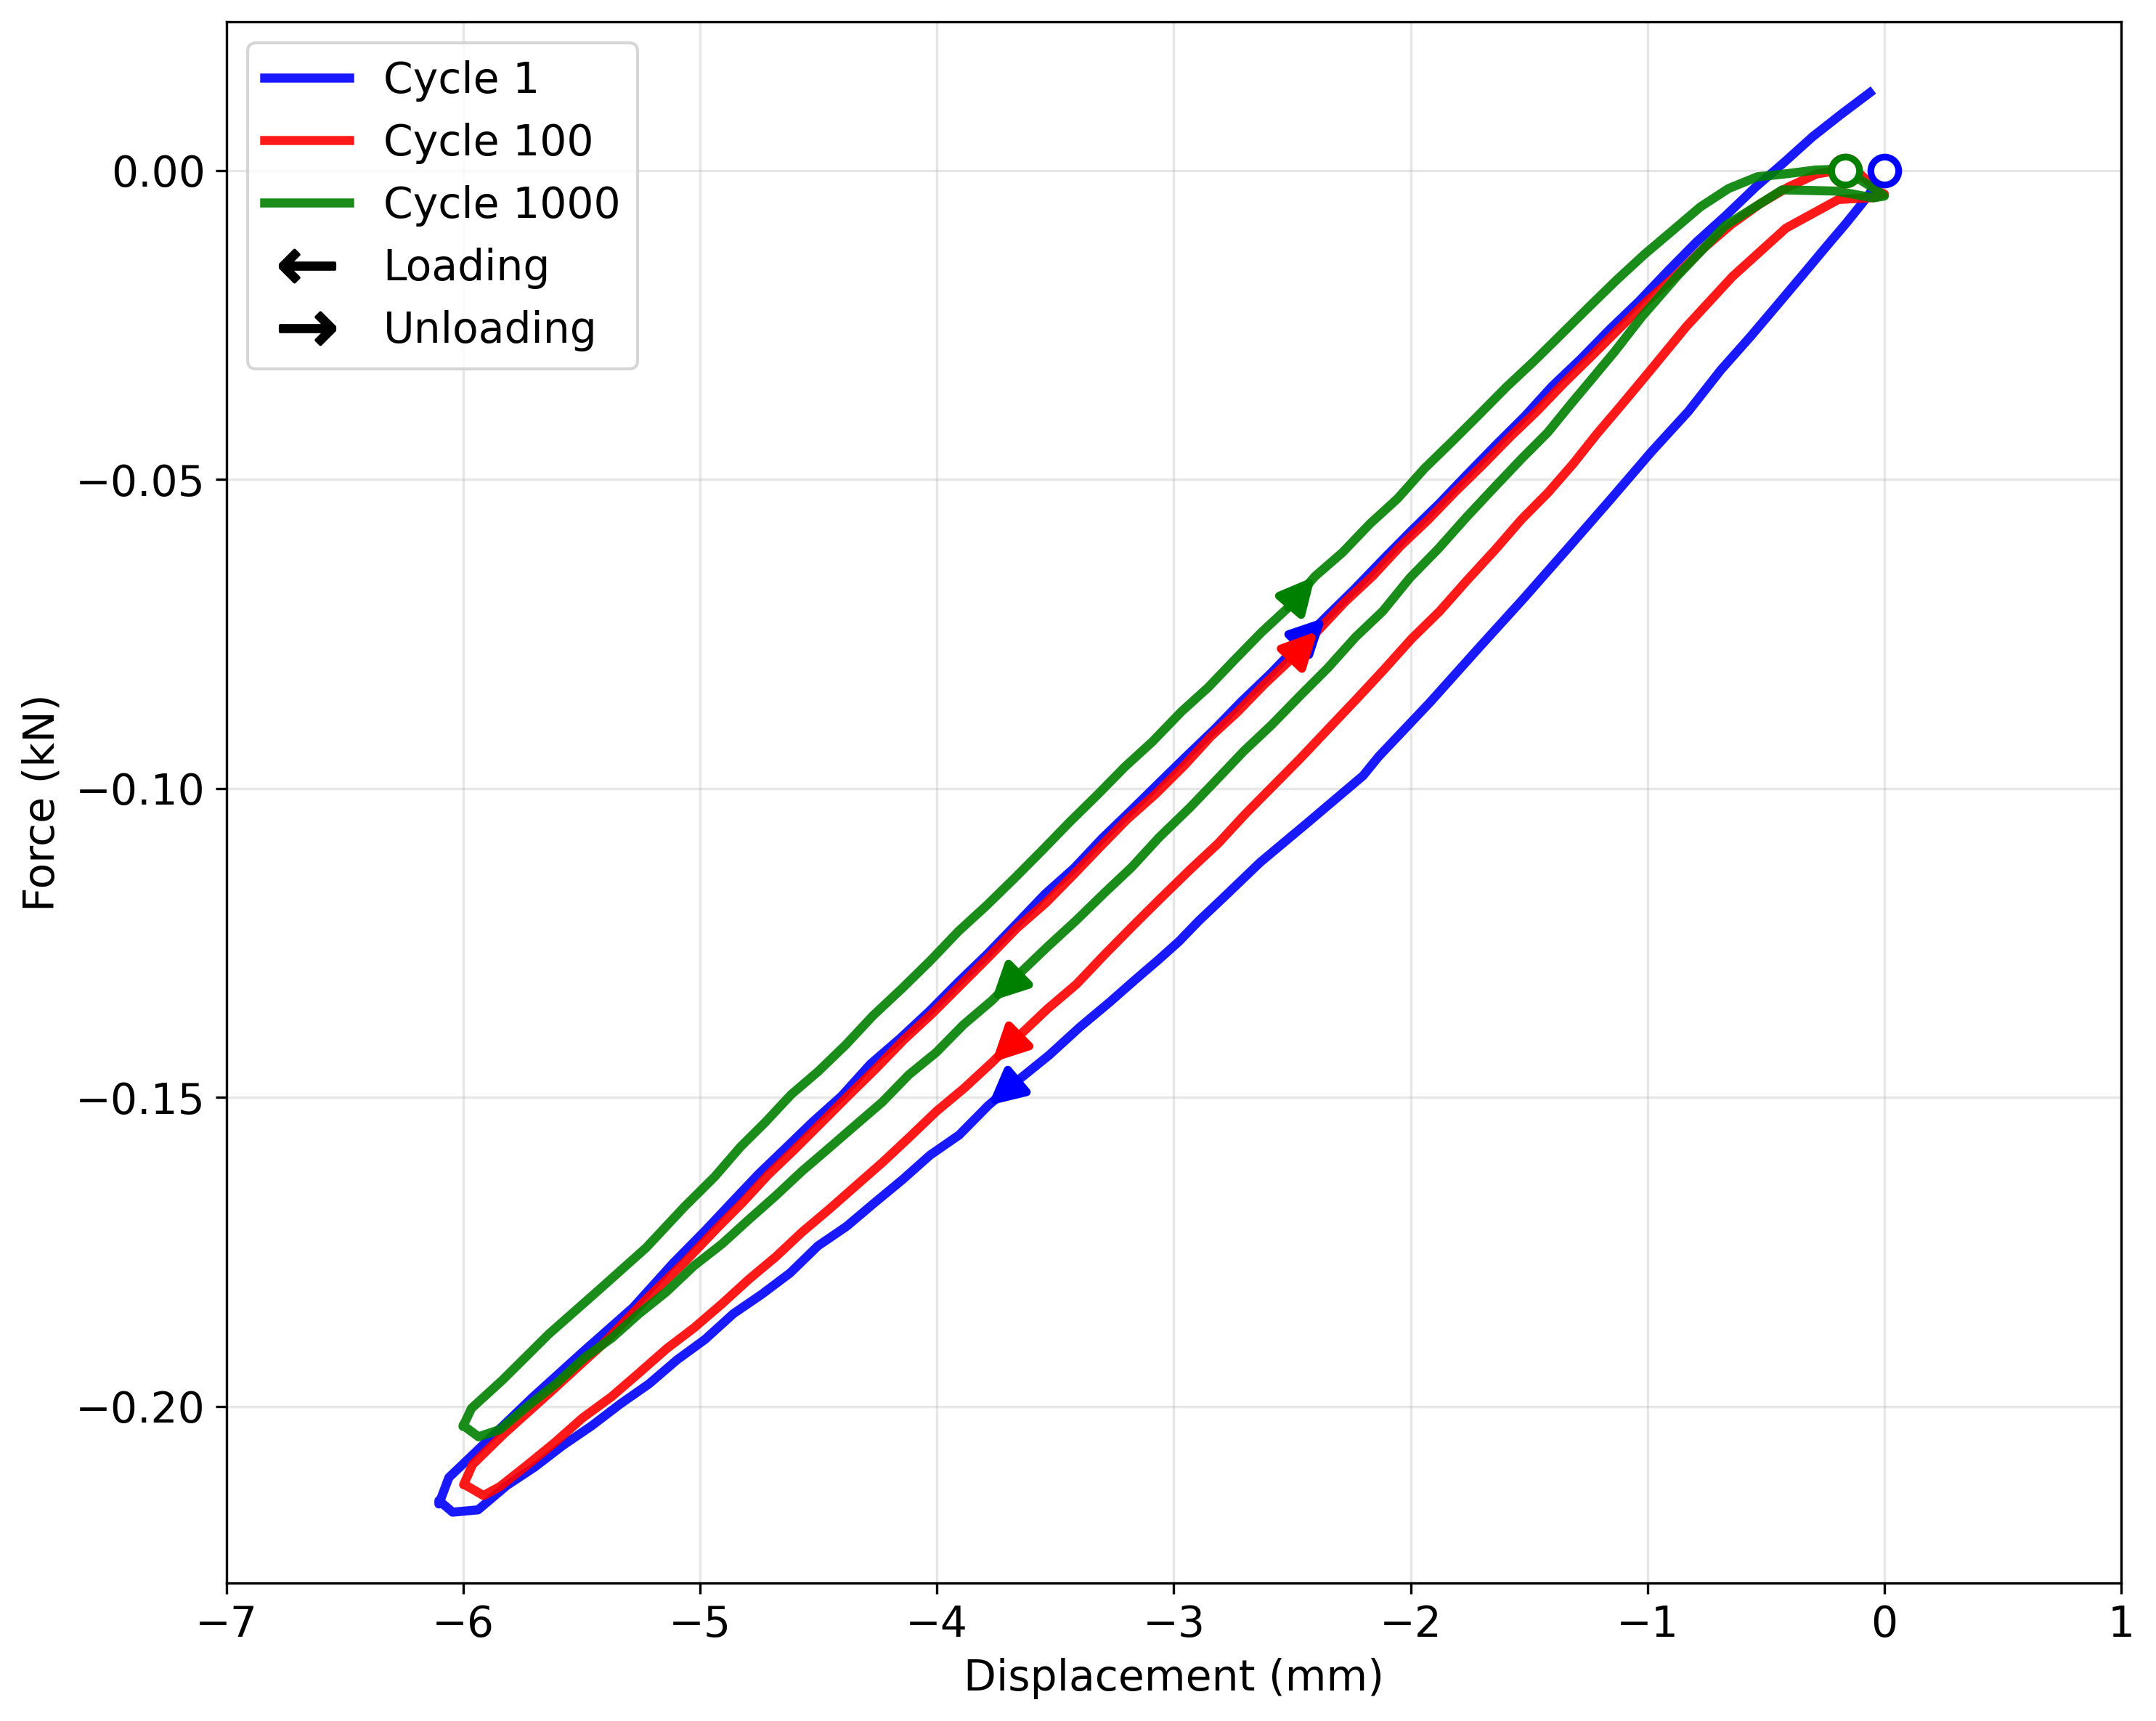 Cycle 1
Cycle 100
Cycle 1000
← Loading
→ Unloading
0.00
−0.05
−0.10
−0.15
−0.20
Force (kN)
−7 −6 −5 −4 −3 −2 −1 0 1
Displacement (mm)